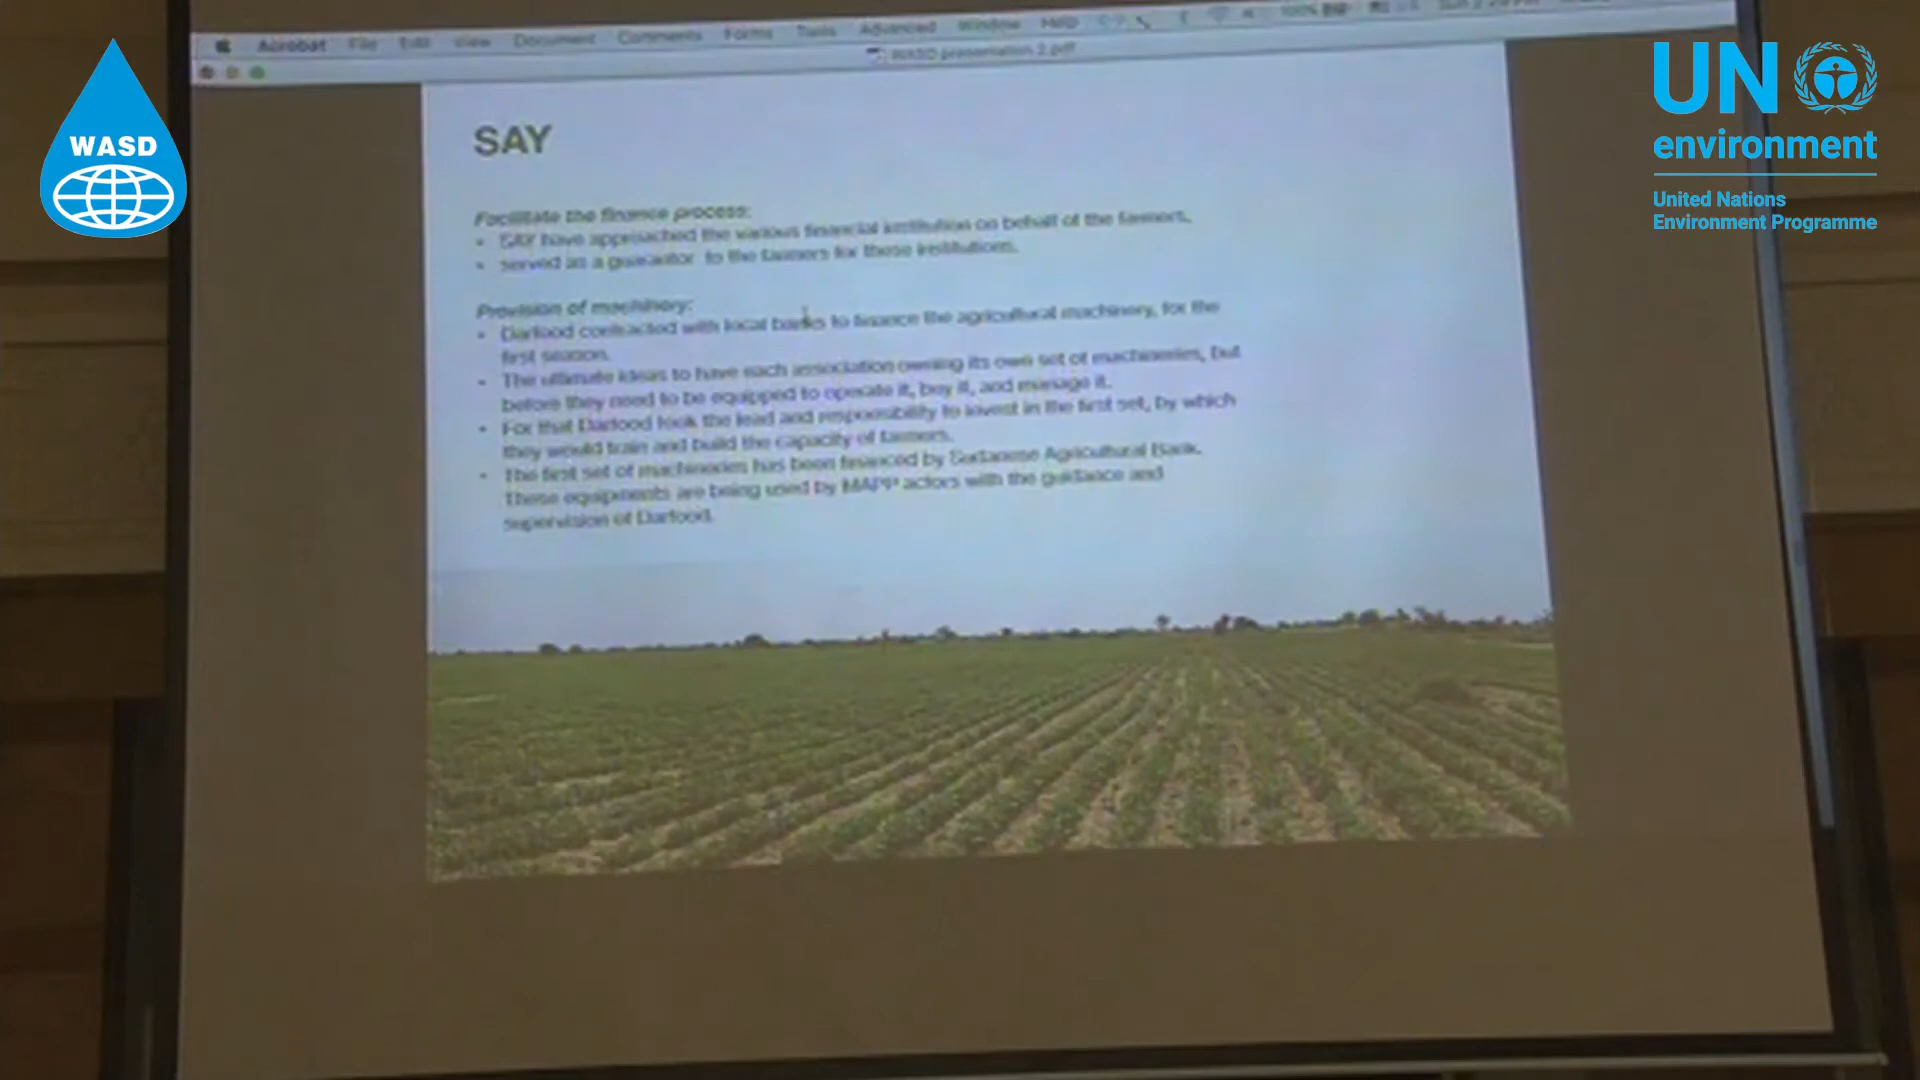 Acrobat File Edit View Document Comments Forms Tools Advanced Window Help 100%
WASD presentation 2.pdf
WASD
UN
environment
United Nations
Environment Programme
SAY
Facilitate the finance process:
• SAY have approached the various financial institution on behalf of the farmers.
• served as a guarantor to the farmers for these institutions.
Provision of machinery:
• Darfood contracted with local banks to finance the agricultural machinery, for the
first season.
• The ultimate ideas to have each association owning its own set of machineries, but
before they need to be equipped to operate it, buy it, and manage it.
• For that Darfood took the lead and responsibility to invest in the first set, by which
they would train and build the capacity of farmers.
• The first set of machineries has been financed by Sudanese Agricultural Bank.
These equipments are being used by MAPP actors with the guidance and
supervision of Darfood.